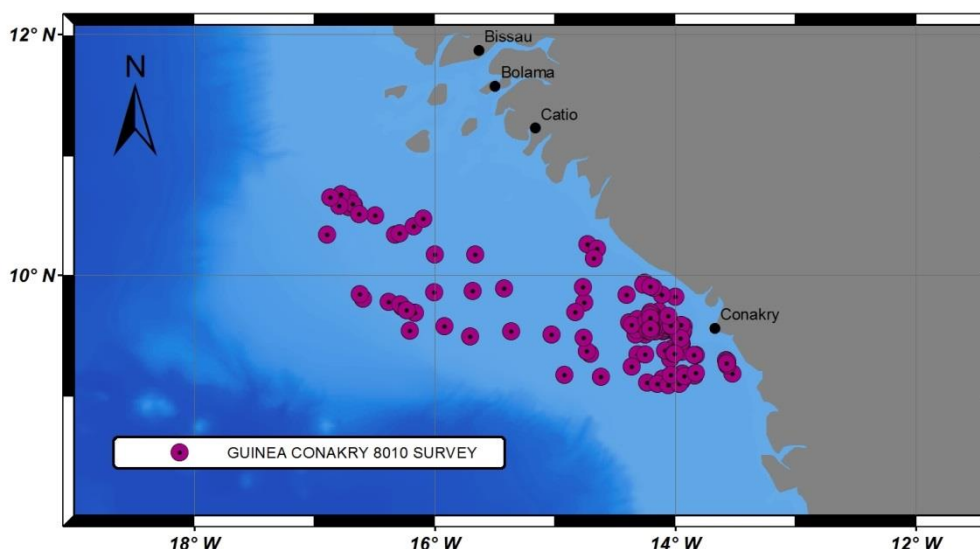 12° N
Bissau
N
Bolama
Catio
10° N
Conakry
GUINEA CONAKRY 8010 SURVEY
18° W
16° W
14° W
12° W